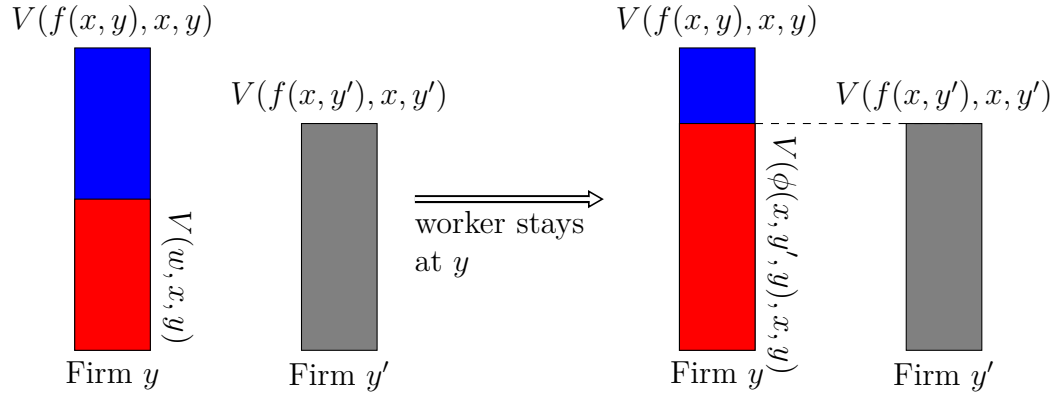 V(f(x, y), x, y)
V(f(x, y′), x, y′)
V(w, x, y)
Firm y
Firm y′
worker stays
at y
V(f(x, y), x, y)
V(f(x, y′), x, y′)
V(ϕ(x, y′, y), x, y)
Firm y
Firm y′